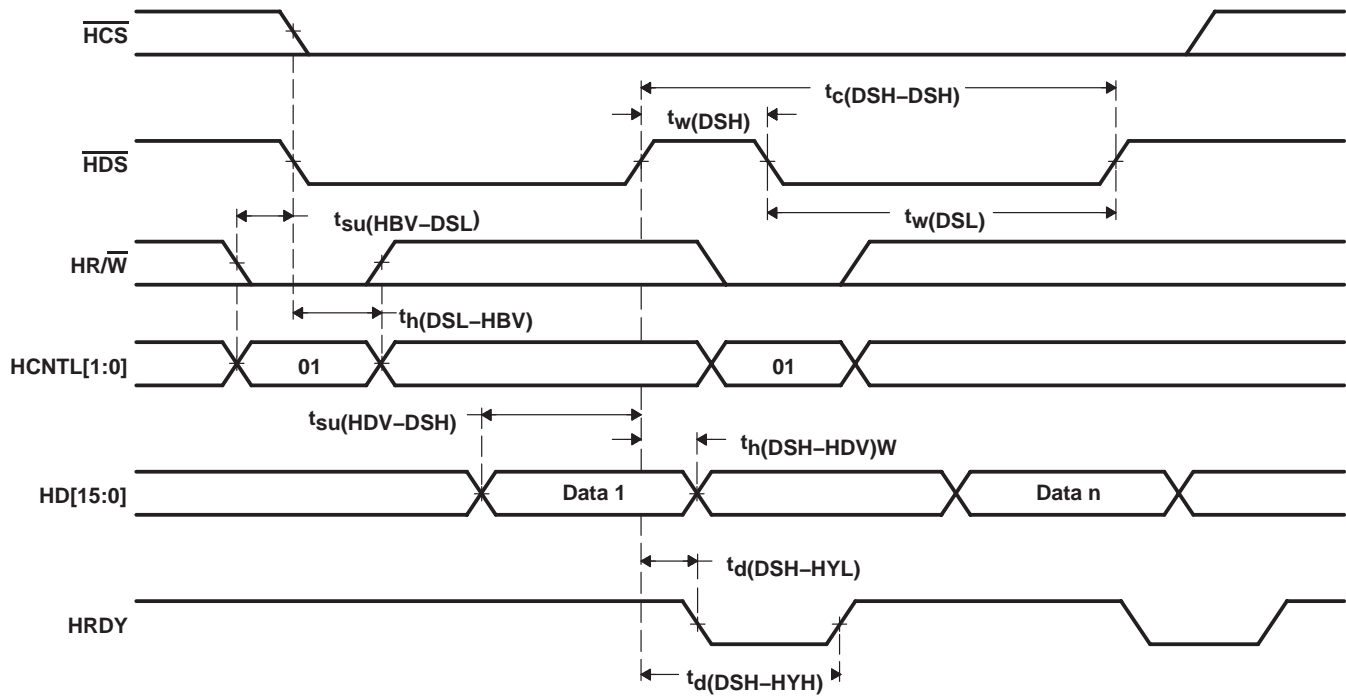 HCS
tc(DSH–DSH)
tw(DSH)
HDS
tsu(HBV–DSL)
tw(DSL)
HR/W
th(DSL–HBV)
HCNTL[1:0]
01
01
tsu(HDV–DSH)
th(DSH–HDV)W
HD[15:0]
Data 1
Data n
td(DSH–HYL)
HRDY
td(DSH–HYH)